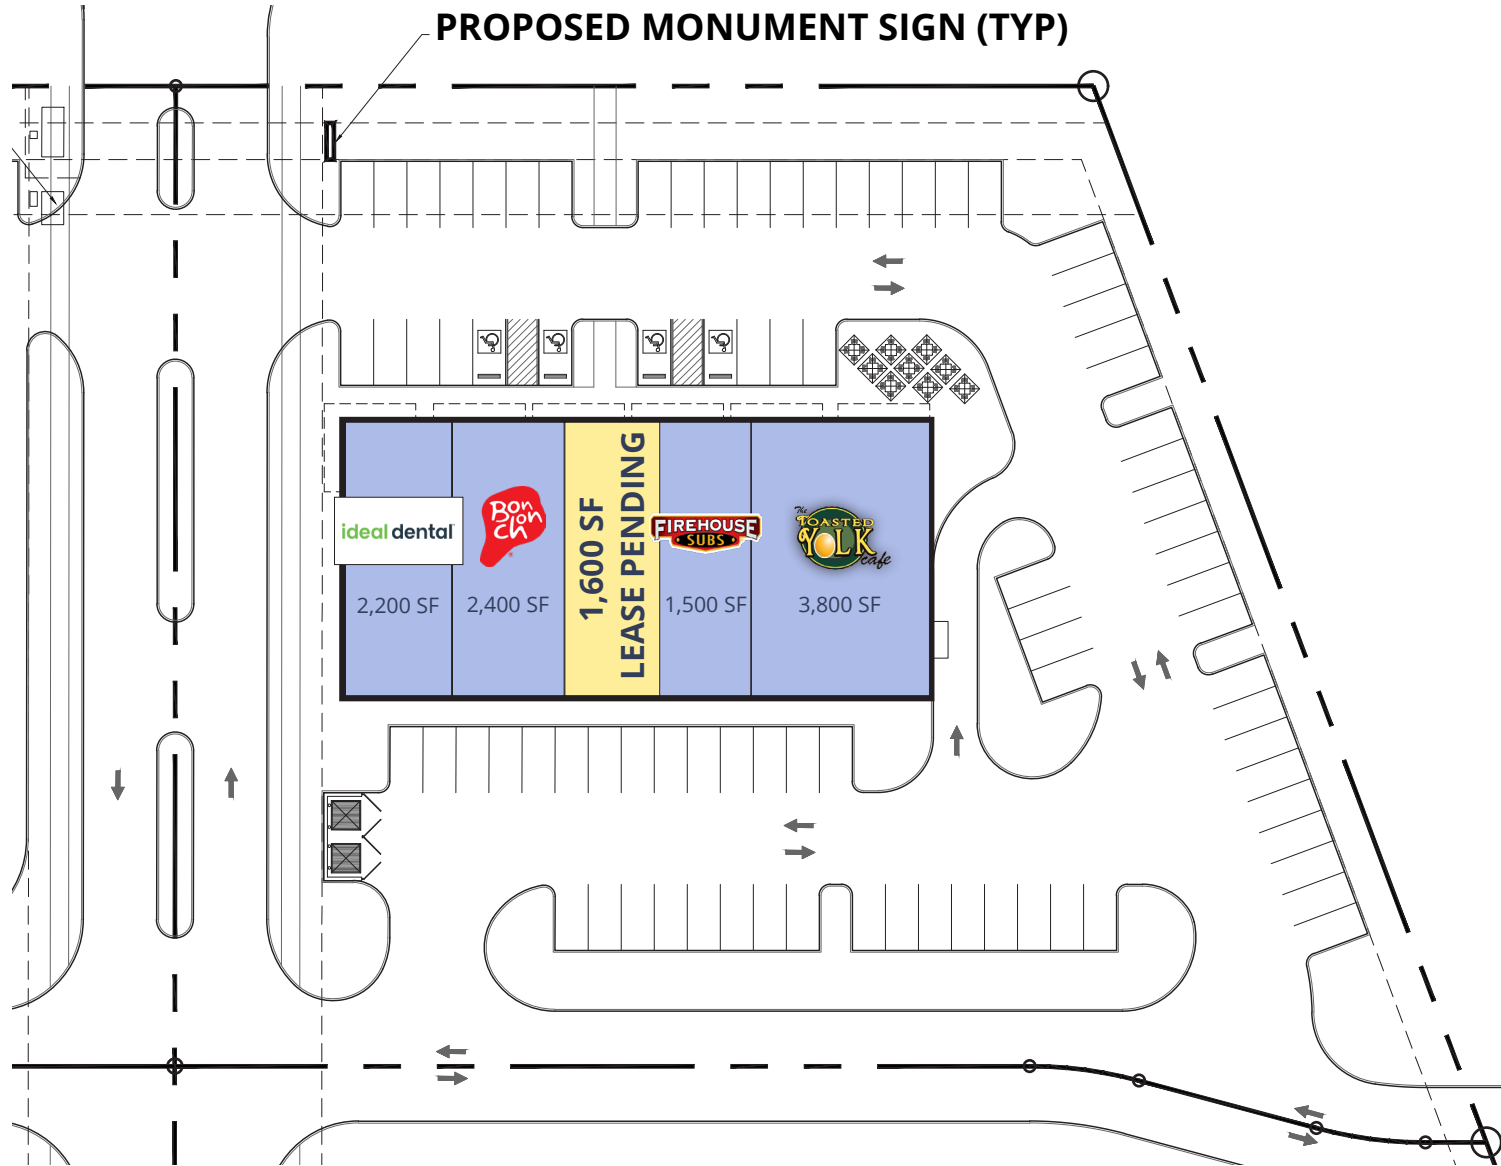 PROPOSED MONUMENT SIGN (TYP)
ideal dental
2,200 SF
Bon
Chon
2,400 SF
1,600 SF
LEASE PENDING
FIREHOUSE
SUBS
1,500 SF
The
TOASTED
YOLK
cafe
3,800 SF